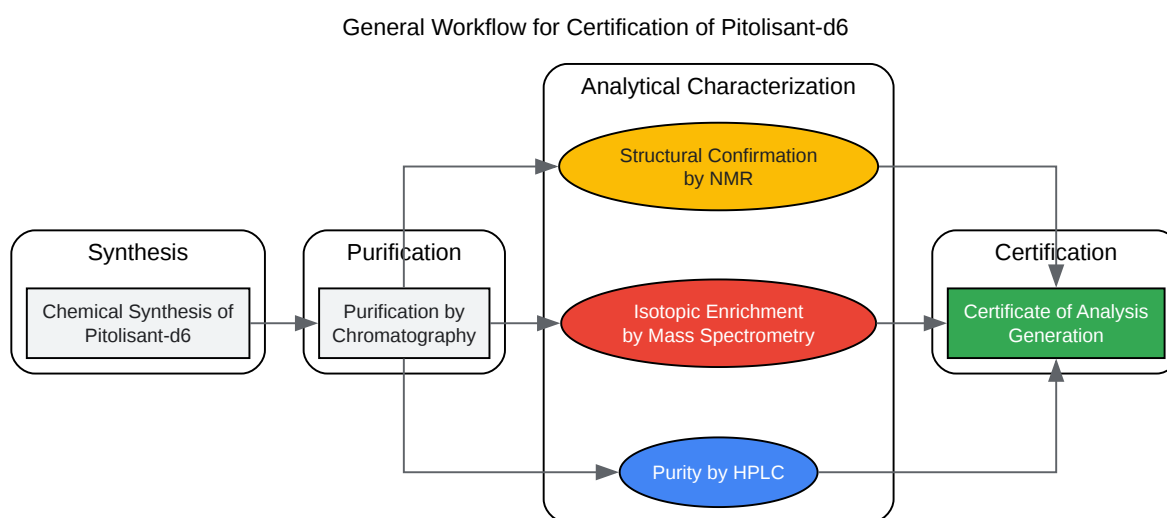 General Workflow for Certification of Pitolisant-d6
Synthesis
Chemical Synthesis of
Pitolisant-d6
Purification
Purification by
Chromatography
Analytical Characterization
Structural Confirmation
by NMR
Isotopic Enrichment
by Mass Spectrometry
Purity by HPLC
Certification
Certificate of Analysis
Generation